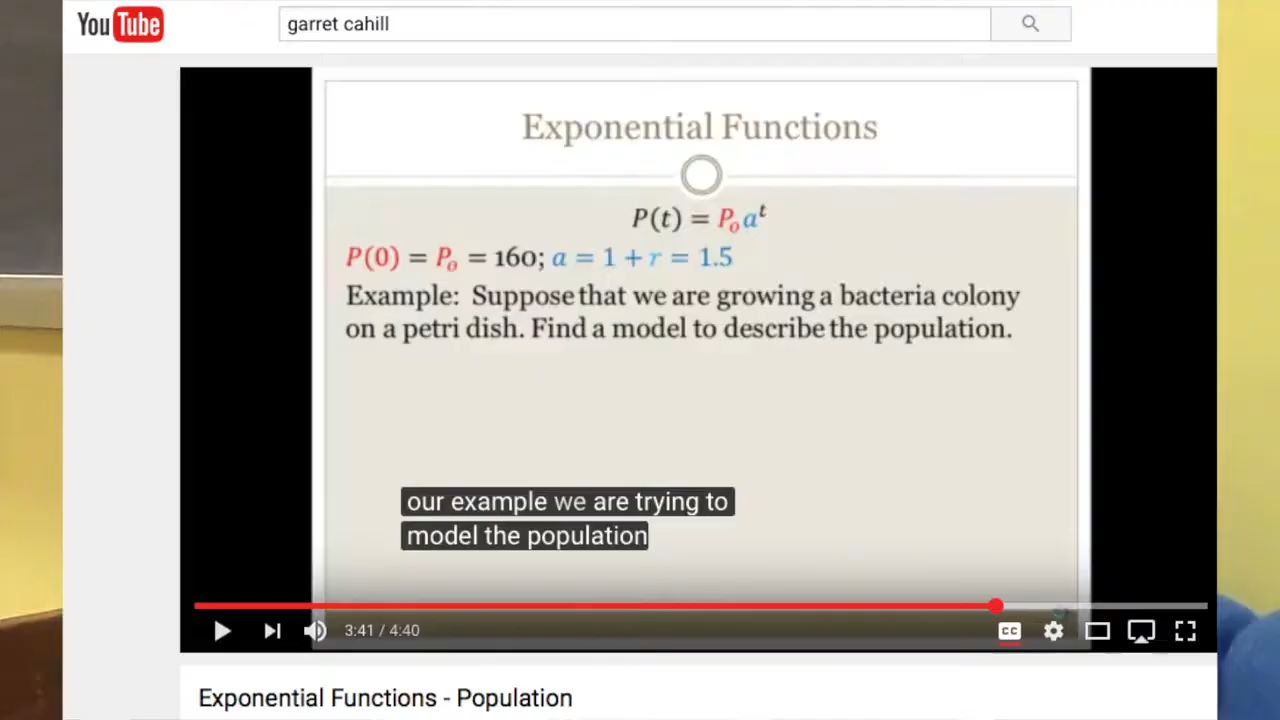 YouTube
garret cahill
Exponential Functions
P(t) = Pₒaᵗ
P(0) = Pₒ = 160; a = 1 + r = 1.5
Example: Suppose that we are growing a bacteria colony
on a petri dish. Find a model to describe the population.
our example we are trying to
model the population
3:41 / 4:40
CC
Exponential Functions - Population